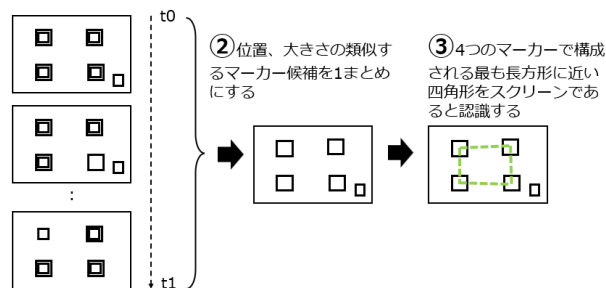 t0
②位置、大きさの類似す
るマーカー候補を1まとめ
にする
③4つのマーカーで構成
される最も長方形に近い
四角形をスクリーンであ
ると認識する
:
t1